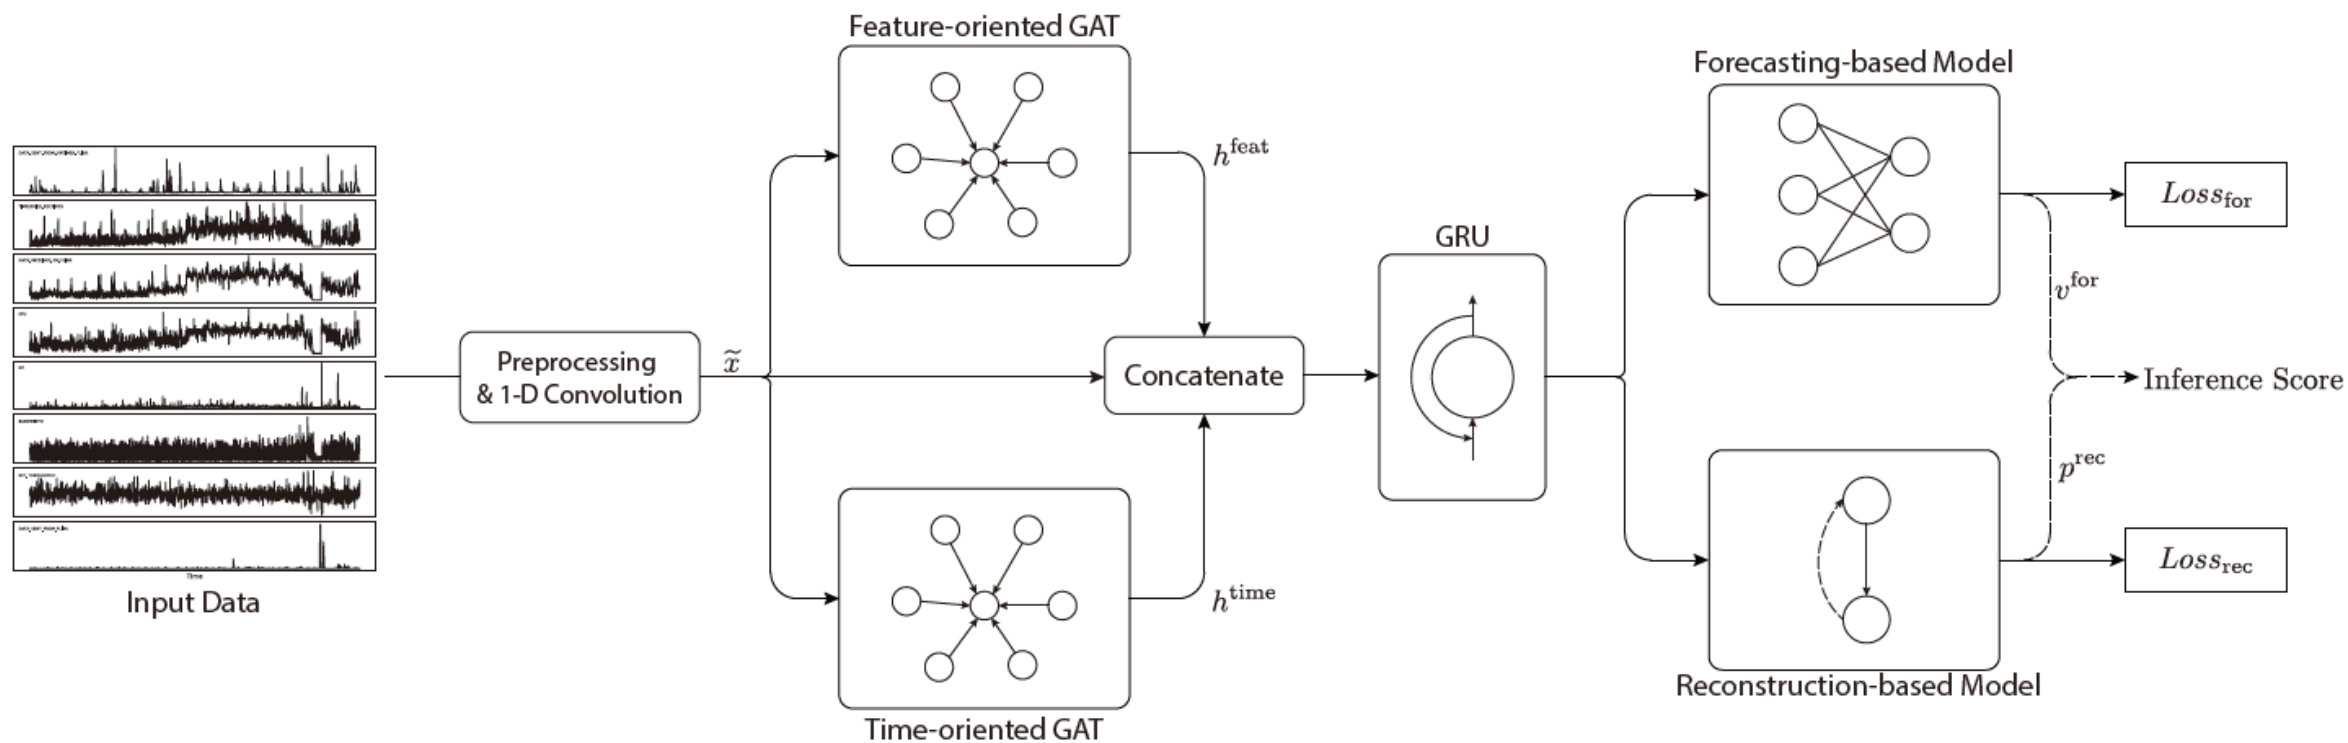 Feature-oriented GAT
Forecasting-based Model
h^feat
Loss_for
GRU
v^for
Preprocessing
& 1-D Convolution
x̃
Concatenate
Inference Score
p^rec
Loss_rec
Time
Input Data
h^time
Reconstruction-based Model
Time-oriented GAT